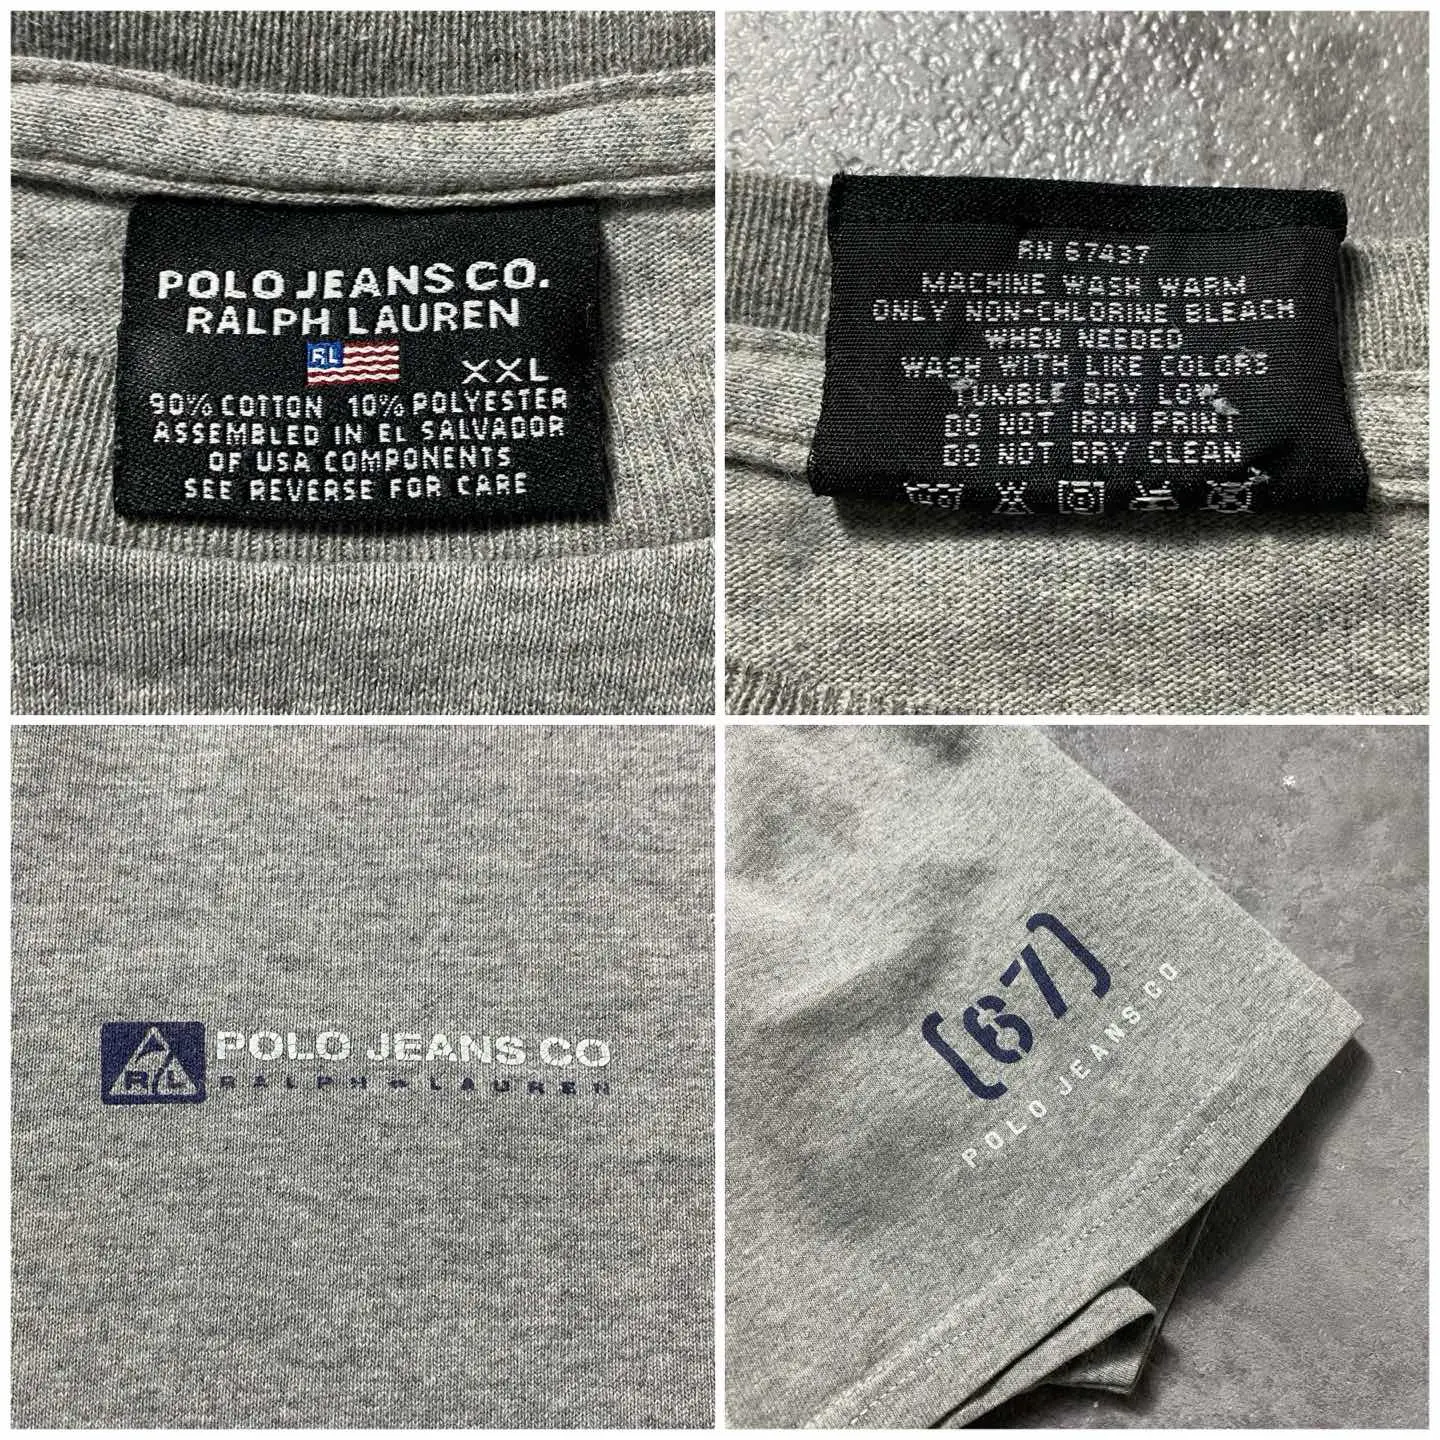 POLO JEANS CO.
RALPH LAUREN
RL
XXL
90% COTTON 10% POLYESTER
ASSEMBLED IN EL SALVADOR
OF USA COMPONENTS
SEE REVERSE FOR CARE
RN 67437
MACHINE WASH WARM
ONLY NON-CHLORINE BLEACH
WHEN NEEDED
WASH WITH LIKE COLORS
TUMBLE DRY LOW
DO NOT IRON PRINT
DO NOT DRY CLEAN
RL
POLO JEANS CO
RALPH LAUREN
(67)
POLO JEANS CO